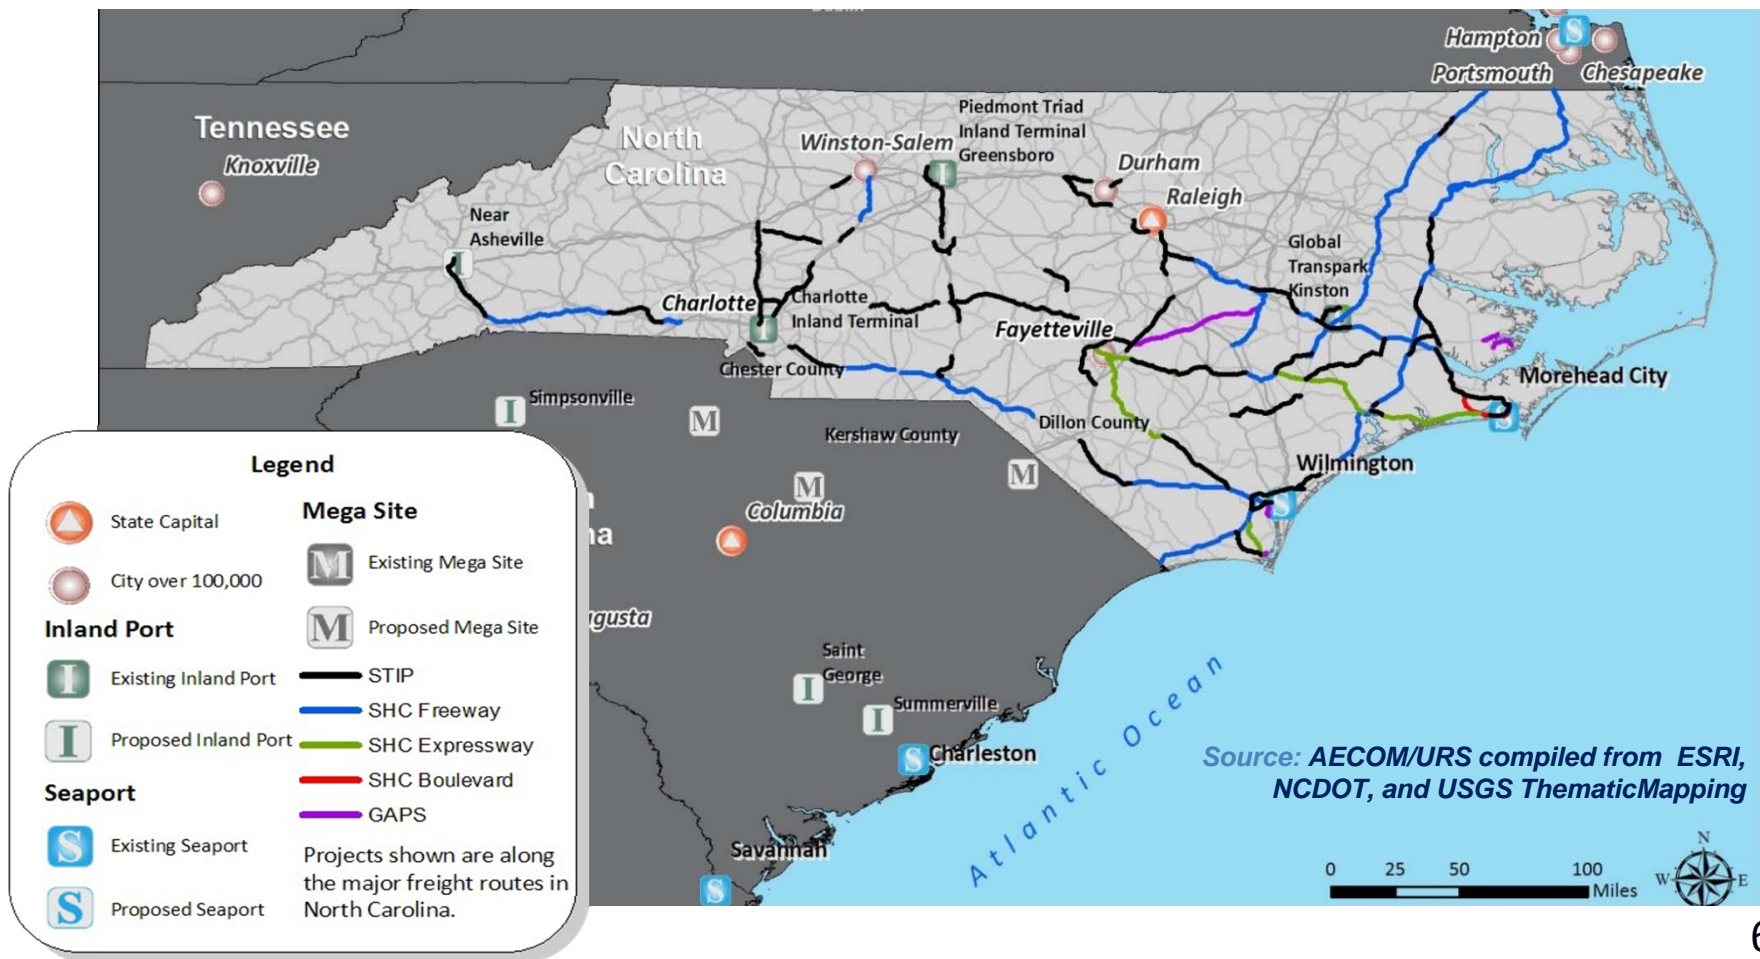 Hampton
Portsmouth
Chesapeake
Tennessee
Knoxville
North
Carolina
Winston-Salem
Piedmont Triad
Inland Terminal
Greensboro
Durham
Raleigh
Near
Asheville
Global
Transpark
Kinston
Charlotte
Charlotte
Inland Terminal
Fayetteville
Chester County
Morehead City
Simpsonville
Dillon County
Kershaw County
Wilmington
Columbia
Saint
George
Summerville
Charleston
Savannah
Atlantic Ocean
Legend
State Capital
City over 100,000
Inland Port
I Existing Inland Port
I Proposed Inland Port
Seaport
S Existing Seaport
S Proposed Seaport
Mega Site
M Existing Mega Site
M Proposed Mega Site
STIP
SHC Freeway
SHC Expressway
SHC Boulevard
GAPS
Projects shown are along
the major freight routes in
North Carolina.
Source: AECOM/URS compiled from ESRI,
NCDOT, and USGS ThematicMapping
0 25 50 100
Miles
N
W E